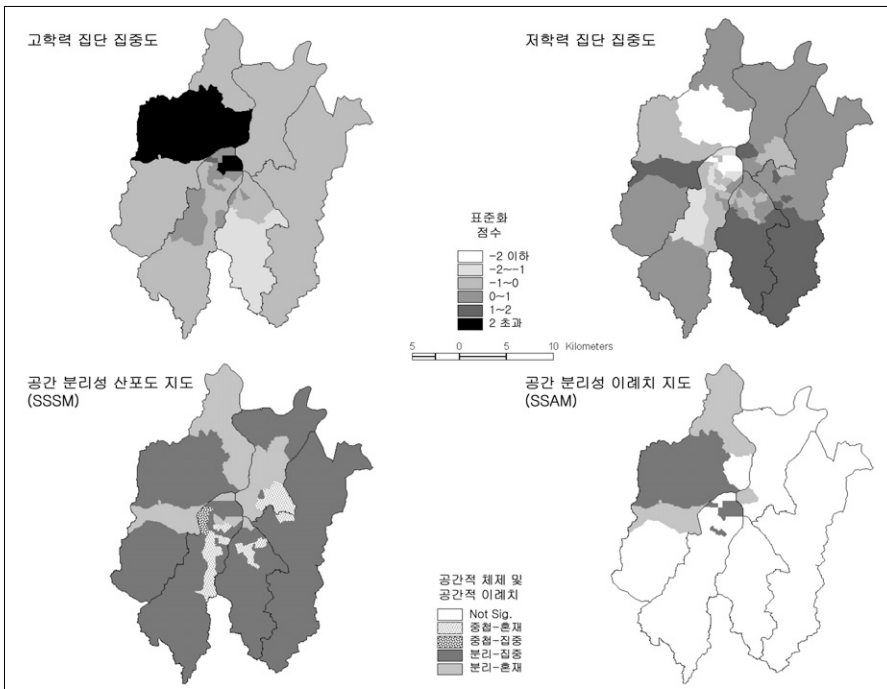 고학력 집단 집중도
저학력 집단 집중도
표준화
점수
-2 이하
-2~-1
-1~0
0~1
1~2
2 초과
5 0 5 10 Kilometers
공간 분리성 산포도 지도
(SSSM)
공간 분리성 이례치 지도
(SSAM)
공간적 체제 및
공간적 이례치
Not Sig.
중첩-혼재
중첩-집중
분리-집중
분리-혼재